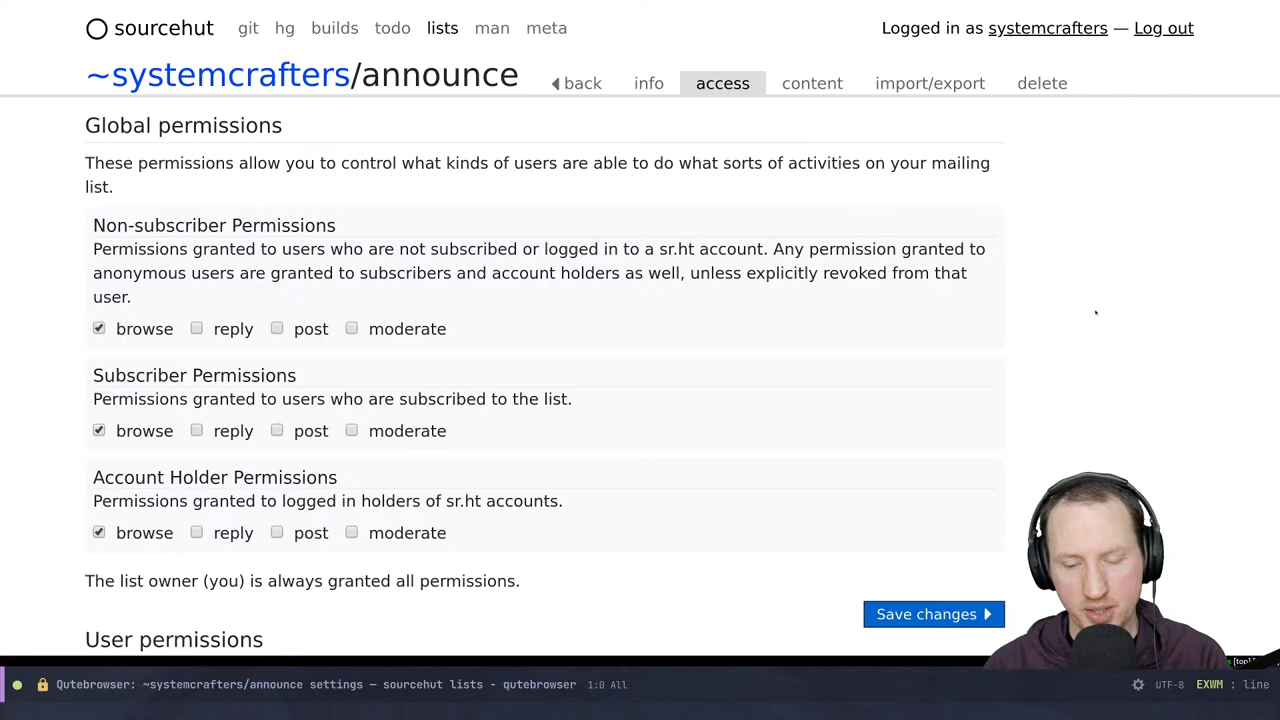 sourcehut git hg builds todo lists man meta Logged in as systemcrafters — Log out
~systemcrafters/announce back info access content import/export delete
Global permissions
These permissions allow you to control what kinds of users are able to do what sorts of activities on your mailing
list.
Non-subscriber Permissions
Permissions granted to users who are not subscribed or logged in to a sr.ht account. Any permission granted to
anonymous users are granted to subscribers and account holders as well, unless explicitly revoked from that
user.
browse reply post moderate
Subscriber Permissions
Permissions granted to users who are subscribed to the list.
browse reply post moderate
Account Holder Permissions
Permissions granted to logged in holders of sr.ht accounts.
browse reply post moderate
The list owner (you) is always granted all permissions.
Save changes
User permissions
Qutebrowser: ~systemcrafters/announce settings — sourcehut lists - qutebrowser 1:0 All UTF-8 EXWM : line